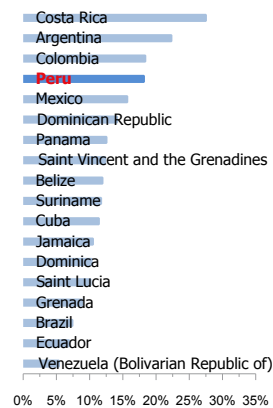 Costa Rica
Argentina
Colombia
Peru
Mexico
Dominican Republic
Panama
Saint Vincent and the Grenadines
Belize
Suriname
Cuba
Jamaica
Dominica
Saint Lucia
Grenada
Brazil
Ecuador
Venezuela (Bolivarian Republic of)
0% 5% 10% 15% 20% 25% 30% 35%